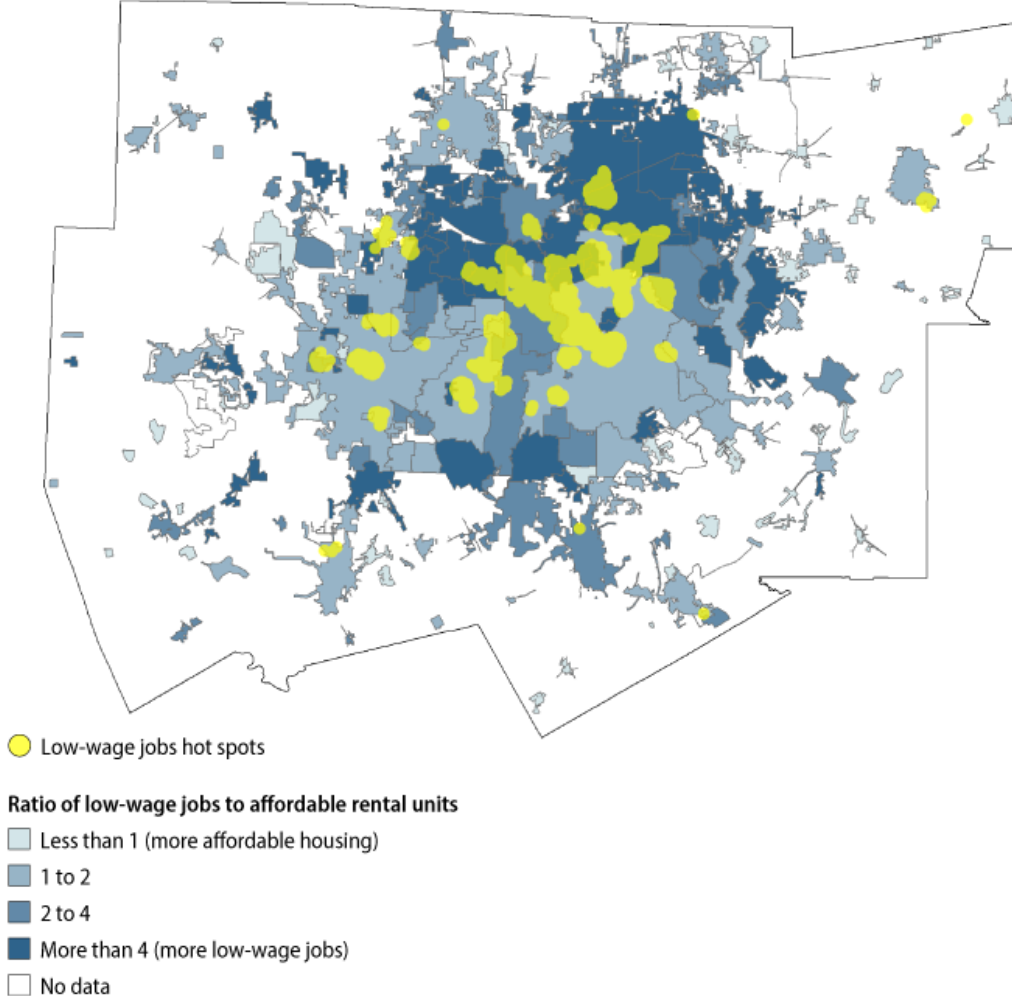 Low-wage jobs hot spots
Ratio of low-wage jobs to affordable rental units
Less than 1 (more affordable housing)
1 to 2
2 to 4
More than 4 (more low-wage jobs)
No data